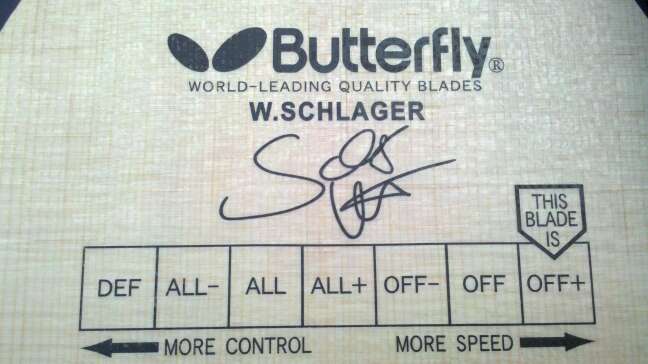 Butterfly®
WORLD-LEADING QUALITY BLADES
W.SCHLAGER
THIS
BLADE
IS
DEF ALL- ALL ALL+ OFF- OFF OFF+
MORE CONTROL MORE SPEED